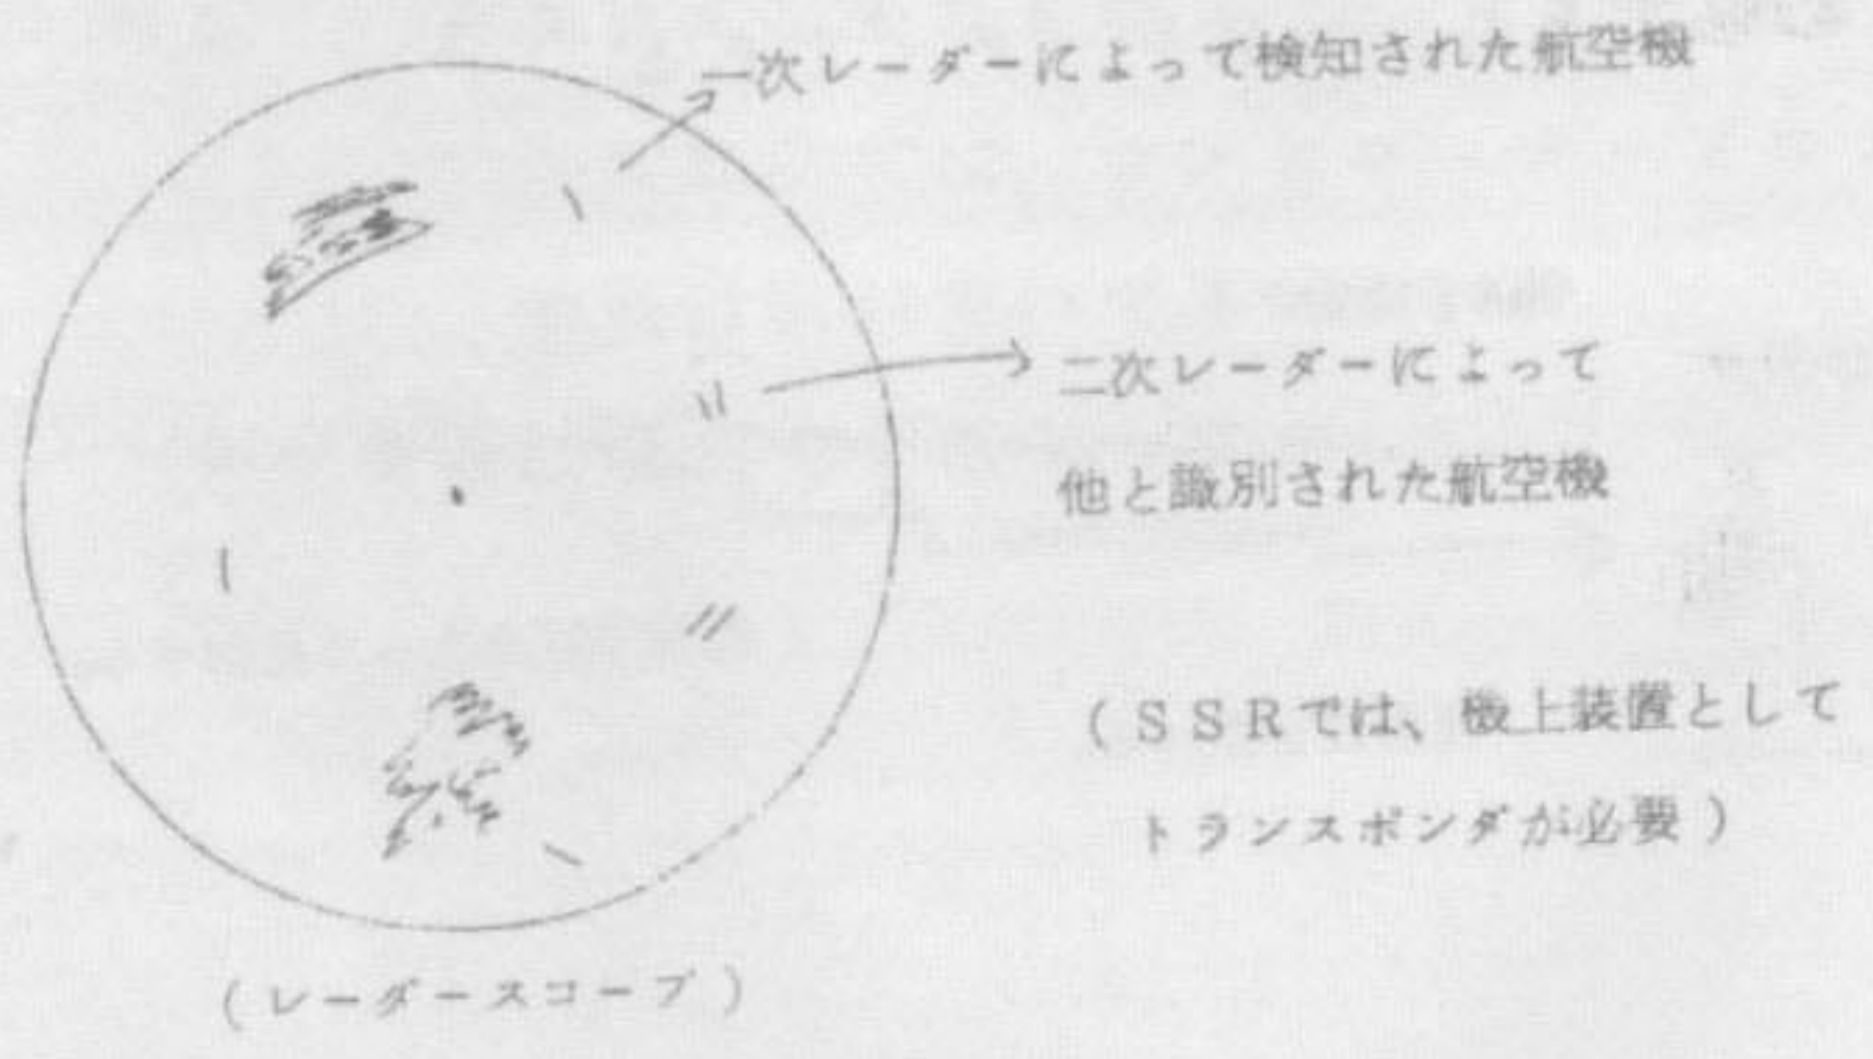 一次レーダーによって検知された航空機
二次レーダーによって
他と識別された航空機
(SSRでは、機上装置として
トランスポンダが必要)
(レーダースコープ)